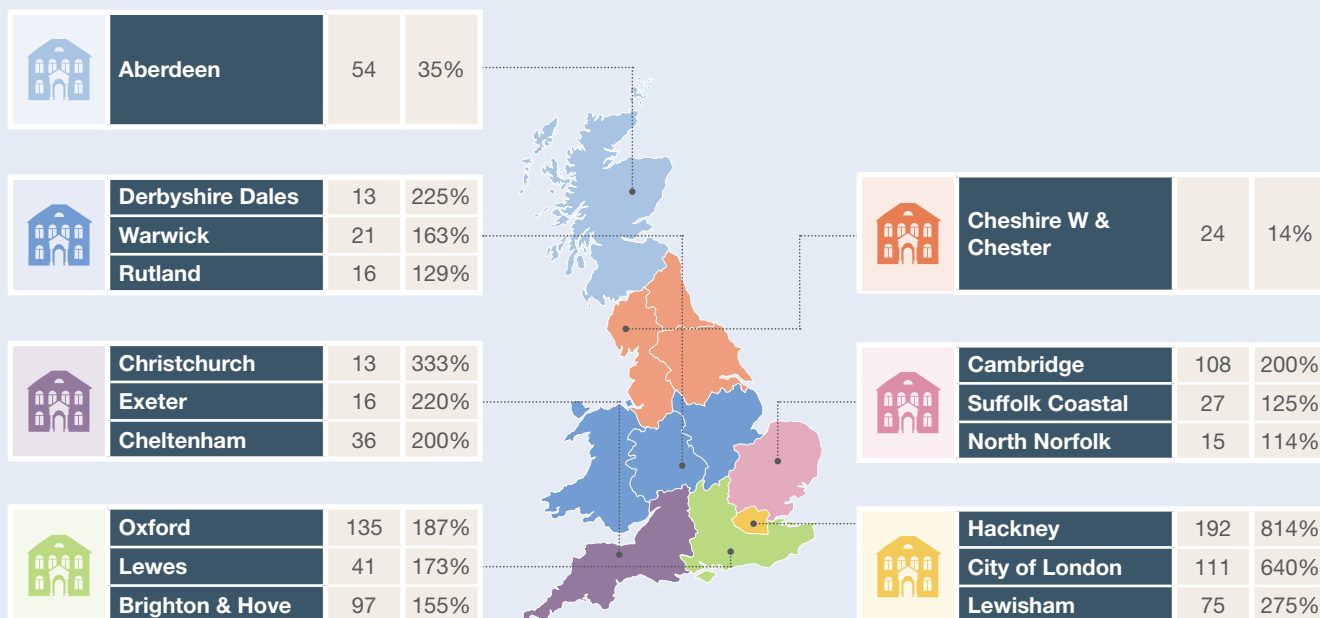 Aberdeen 54 35%
Derbyshire Dales 13 225%
Warwick 21 163%
Rutland 16 129%
Christchurch 13 333%
Exeter 16 220%
Cheltenham 36 200%
Oxford 135 187%
Lewes 41 173%
Brighton & Hove 97 155%
Cheshire W &
Chester 24 14%
Cambridge 108 200%
Suffolk Coastal 27 125%
North Norfolk 15 114%
Hackney 192 814%
City of London 111 640%
Lewisham 75 275%